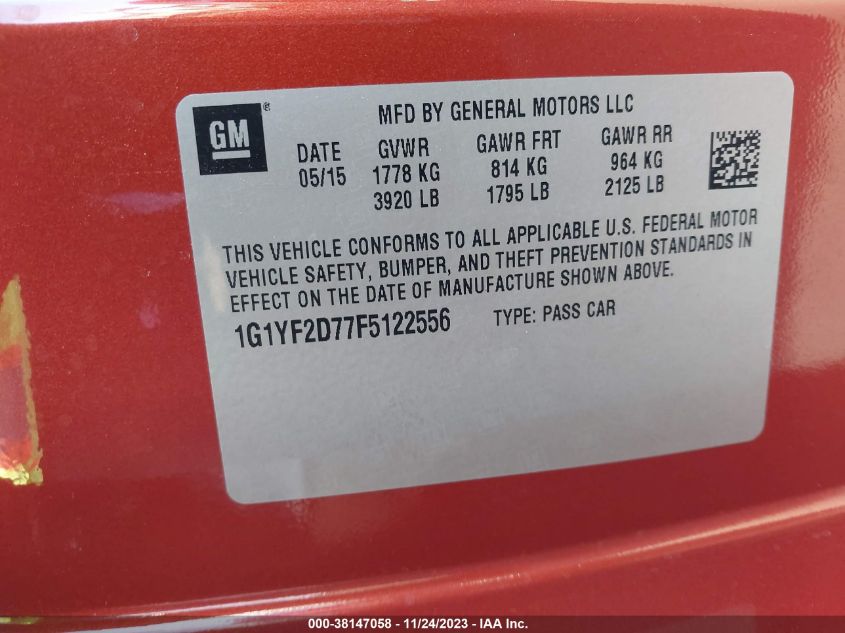 GM®
MFD BY GENERAL MOTORS LLC
DATE GVWR GAWR FRT GAWR RR
05/15 1778 KG 814 KG 964 KG
3920 LB 1795 LB 2125 LB
THIS VEHICLE CONFORMS TO ALL APPLICABLE U.S. FEDERAL MOTOR
VEHICLE SAFETY, BUMPER, AND THEFT PREVENTION STANDARDS IN
EFFECT ON THE DATE OF MANUFACTURE SHOWN ABOVE.
1G1YF2D77F5122556 TYPE: PASS CAR
000-38147058 - 11/24/2023 - IAA Inc.